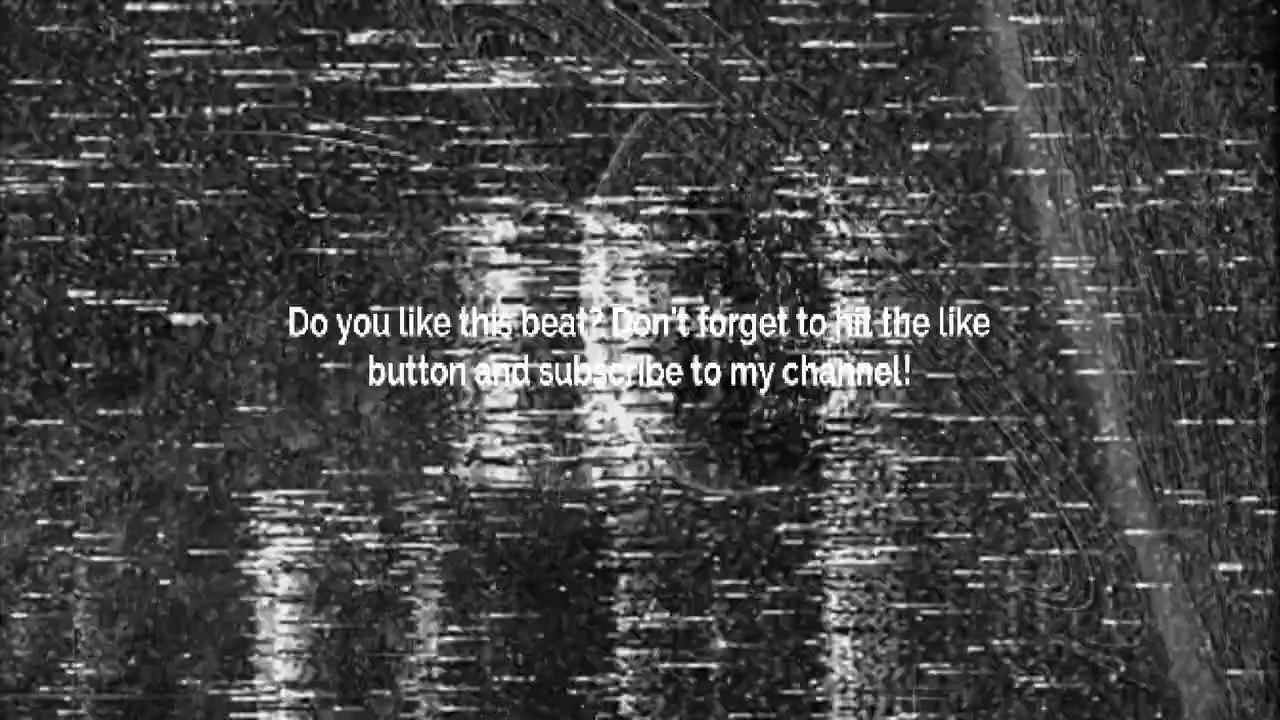 Do you like this beat? Don't forget to hit the like
button and subscribe to my channel!